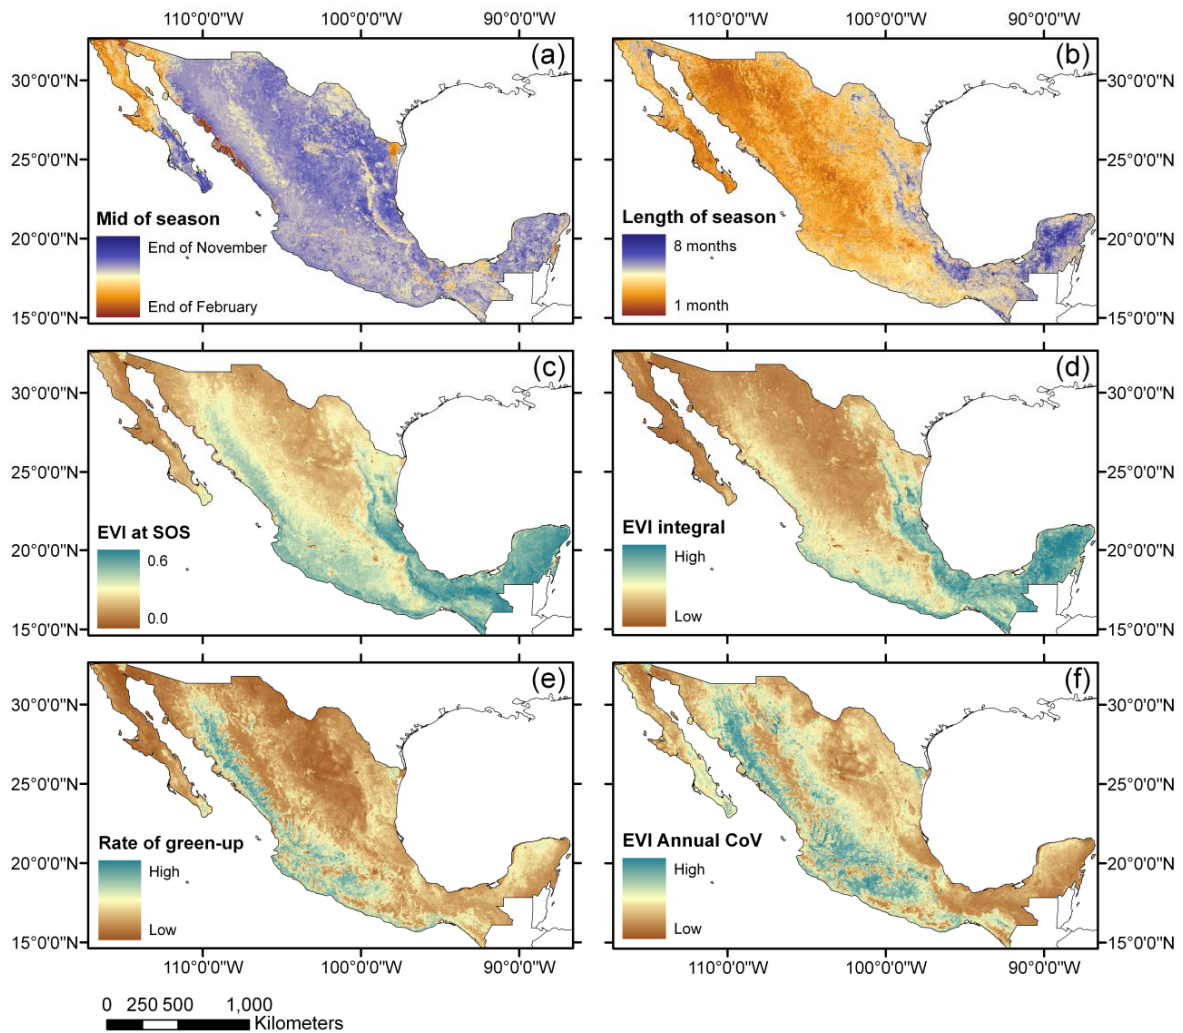 110°0'0"W 100°0'0"W 90°0'0"W 110°0'0"W 100°0'0"W 90°0'0"W
(a) (b)
30°0'0"N 30°0'0"N
25°0'0"N 25°0'0"N
Mid of season Length of season
20°0'0"N End of November 8 months 20°0'0"N
End of February 1 month
15°0'0"N 15°0'0"N
(c) (d)
30°0'0"N 30°0'0"N
25°0'0"N 25°0'0"N
EVI at SOS EVI integral
20°0'0"N 0.6 High 20°0'0"N
0.0 Low
15°0'0"N 15°0'0"N
(e) (f)
30°0'0"N 30°0'0"N
25°0'0"N 25°0'0"N
Rate of green-up EVI Annual CoV
20°0'0"N High High 20°0'0"N
Low Low
15°0'0"N 15°0'0"N
110°0'0"W 100°0'0"W 90°0'0"W 110°0'0"W 100°0'0"W 90°0'0"W
0 250 500 1,000
Kilometers